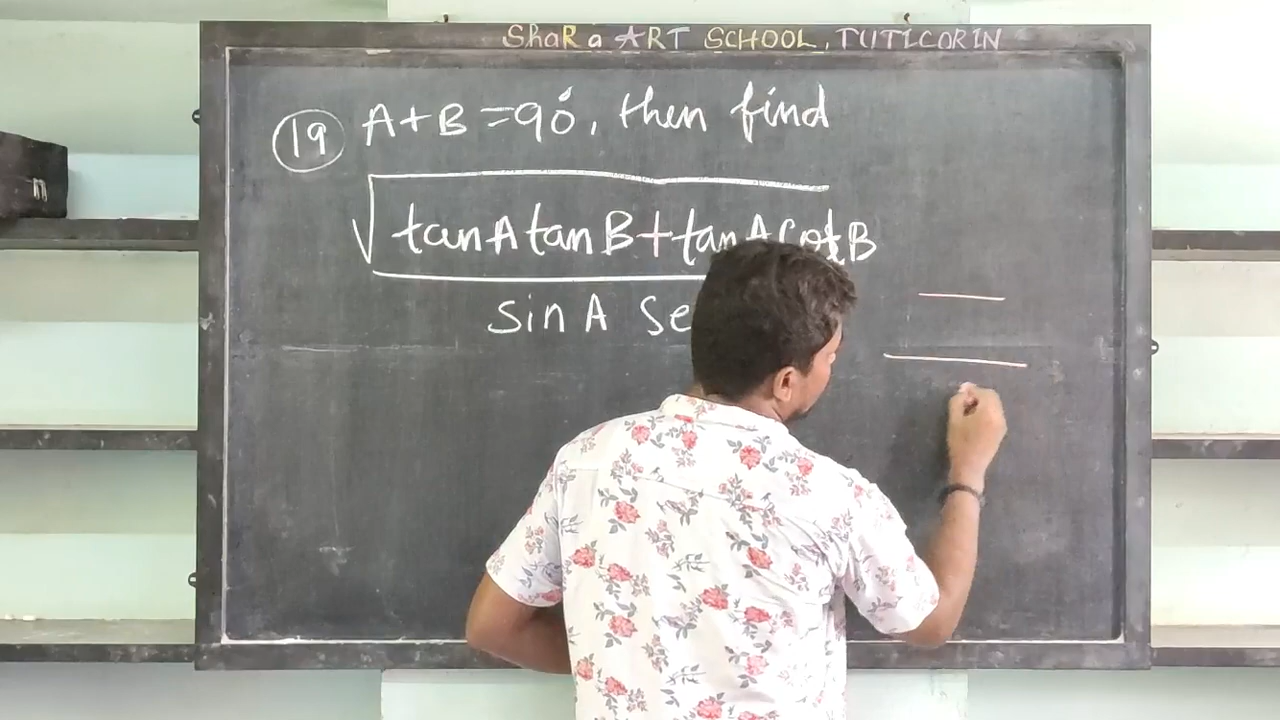 ShaRa ART SCHOOL, TUTICORIN
19 A+B=90°, then find
√ tanA tanB + tanA cotB
sin A Se